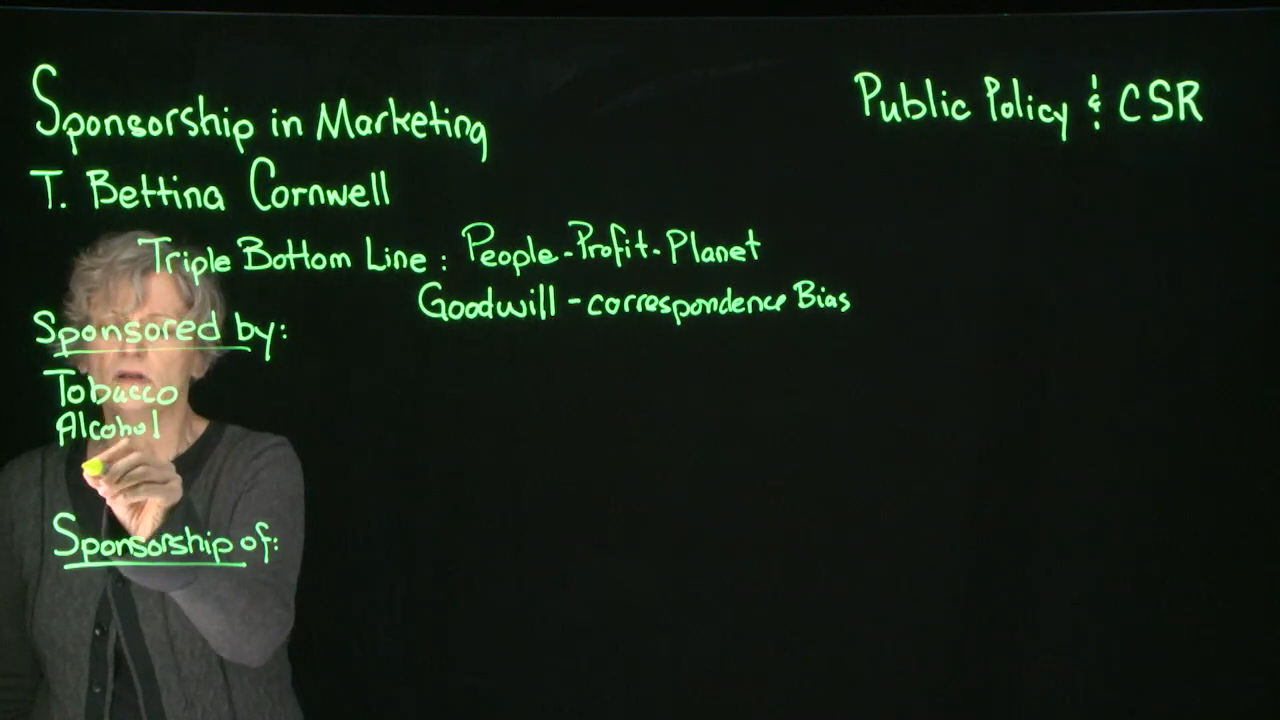 Sponsorship in Marketing
Public Policy & CSR
T. Bettina Cornwell
Triple Bottom Line: People-Profit-Planet
Goodwill - correspondence Bias
Sponsored by:
Tobacco
Alcohol
Sponsorship of: